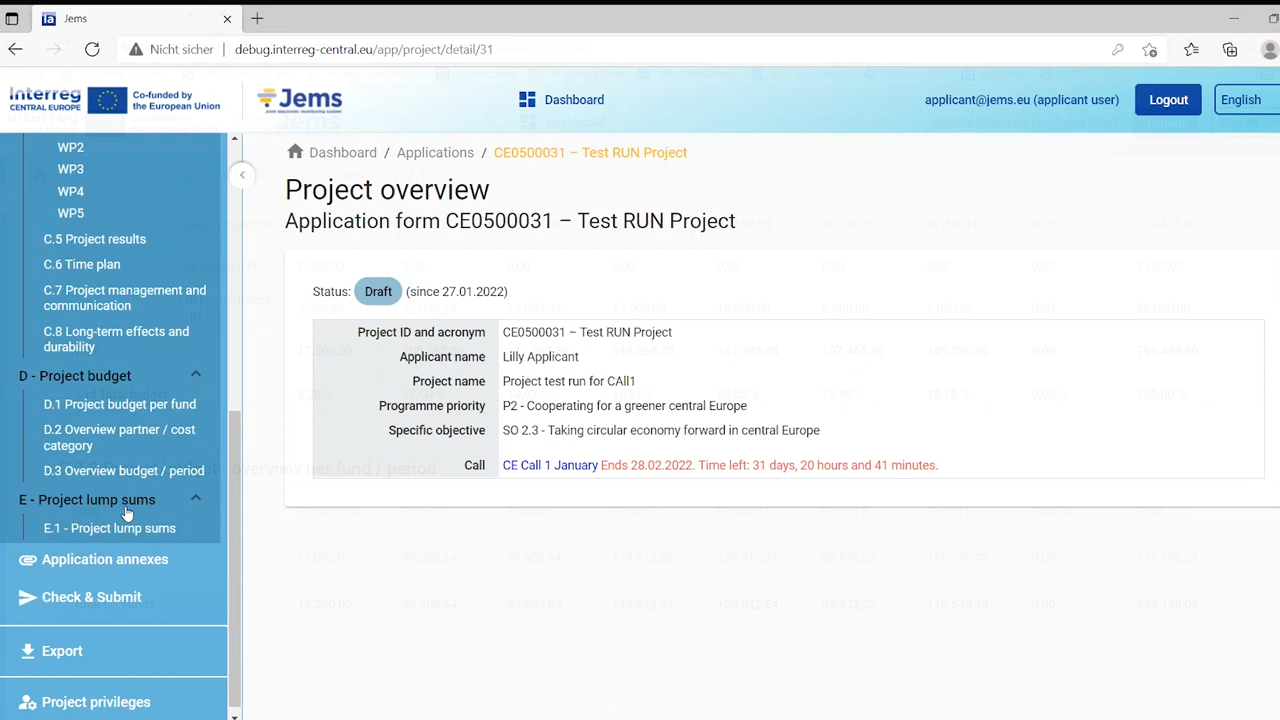 Jems
Nicht sicher
debug.interreg-central.eu/app/project/detail/31
Interreg
CENTRAL EUROPE
Co-funded by
the European Union
Jems
Joint electronic monitoring system
Dashboard
applicant@jems.eu (applicant user)
Logout
English
WP2
WP3
WP4
WP5
C.5 Project results
C.6 Time plan
C.7 Project management and
communication
C.8 Long-term effects and
durability
D - Project budget
D.1 Project budget per fund
D.2 Overview partner / cost
category
D.3 Overview budget / period
E - Project lump sums
E.1 - Project lump sums
Application annexes
Check & Submit
Export
Project privileges
Dashboard / Applications / CE0500031 – Test RUN Project
Project overview
Application form CE0500031 – Test RUN Project
Status: Draft (since 27.01.2022)
Project ID and acronym CE0500031 – Test RUN Project
Applicant name Lilly Applicant
Project name Project test run for CAll1
Programme priority P2 - Cooperating for a greener central Europe
Specific objective SO 2.3 - Taking circular economy forward in central Europe
Call CE Call 1 January Ends 28.02.2022. Time left: 31 days, 20 hours and 41 minutes.